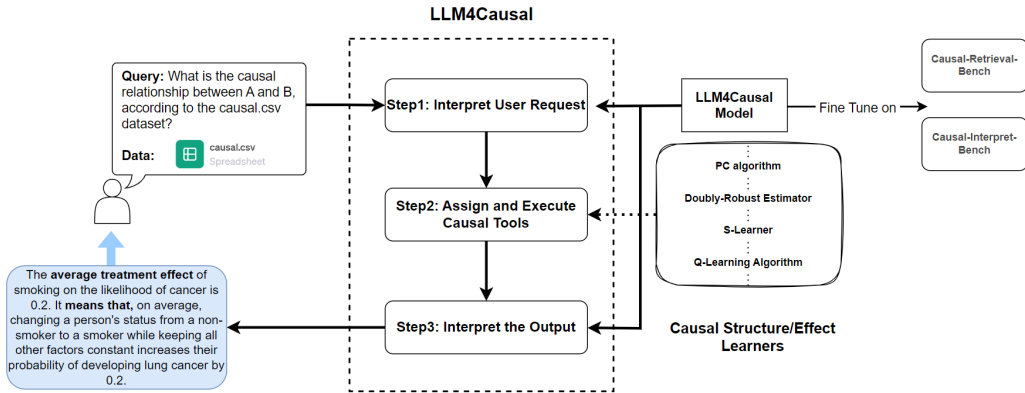 LLM4Causal
Query: What is the causal
relationship between A and B,
according to the causal.csv
dataset?
Data:
causal.csv
Spreadsheet
Step1: Interpret User Request
Step2: Assign and Execute
Causal Tools
Step3: Interpret the Output
The average treatment effect of
smoking on the likelihood of cancer is
0.2. It means that, on average,
changing a person's status from a non-
smoker to a smoker while keeping all
other factors constant increases their
probability of developing lung cancer by
0.2.
LLM4Causal
Model
Fine Tune on
Causal-Retrieval-
Bench
Causal-Interpret-
Bench
PC algorithm
Doubly-Robust Estimator
S-Learner
Q-Learning Algorithm
Causal Structure/Effect
Learners